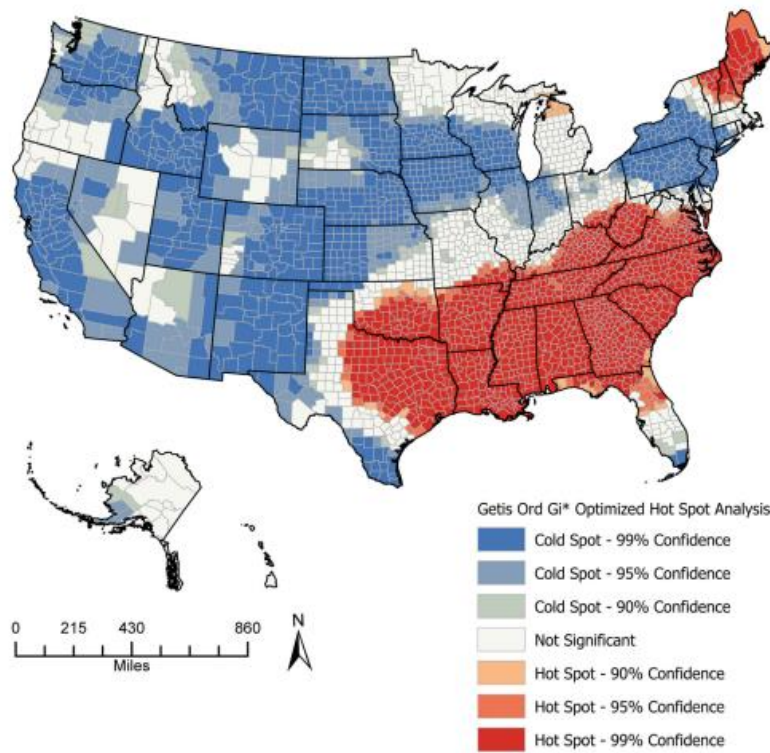 Getis Ord Gi* Optimized Hot Spot Analysis
Cold Spot - 99% Confidence
Cold Spot - 95% Confidence
Cold Spot - 90% Confidence
Not Significant
Hot Spot - 90% Confidence
Hot Spot - 95% Confidence
Hot Spot - 99% Confidence
0 215 430 860
Miles
N